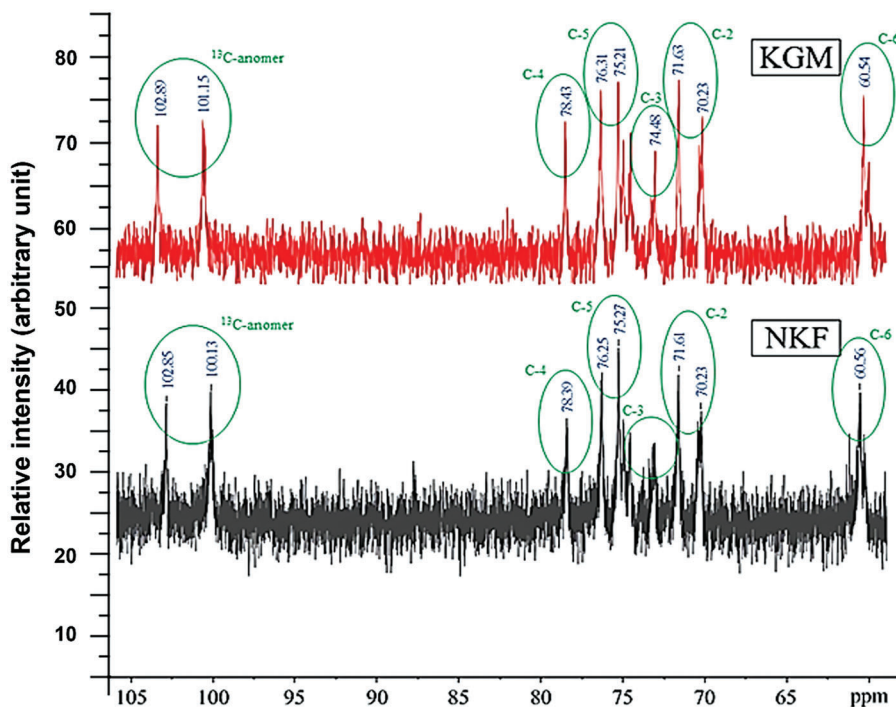 Relative intensity (arbitrary unit)
80
70
60
50
40
30
20
10
KGM
¹³C-anomer
102.89
101.15
C-4
78.43
C-5
76.31
75.21
C-3
74.48
C-2
71.63
70.23
C-6
60.54
NKF
¹³C-anomer
102.85
100.13
C-4
78.39
C-5
76.25
75.27
C-3
C-2
71.61
70.23
C-6
60.56
105 100 95 90 85 80 75 70 65 ppm